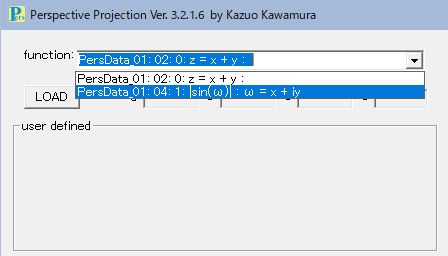 Perspective Projection Ver. 3.2.1.6 by Kazuo Kawamura
function:
PersData_01: 02: 0: z = x + y :
PersData_01: 02: 0: z = x + y :
PersData_01: 04: 1: |sin(ω)| : ω = x + iy
LOAD
user defined